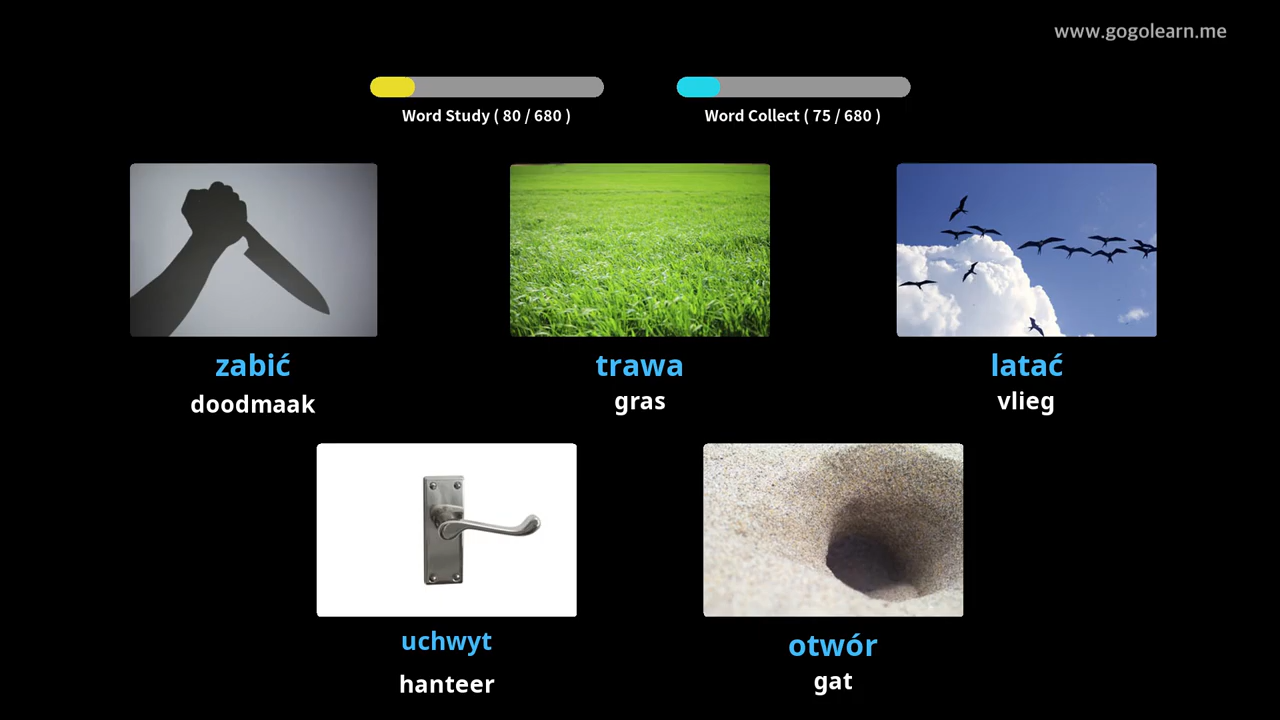 www.gogolearn.me
Word Study ( 80 / 680 )
Word Collect ( 75 / 680 )
zabić
doodmaak
trawa
gras
latać
vlieg
uchwyt
hanteer
otwór
gat